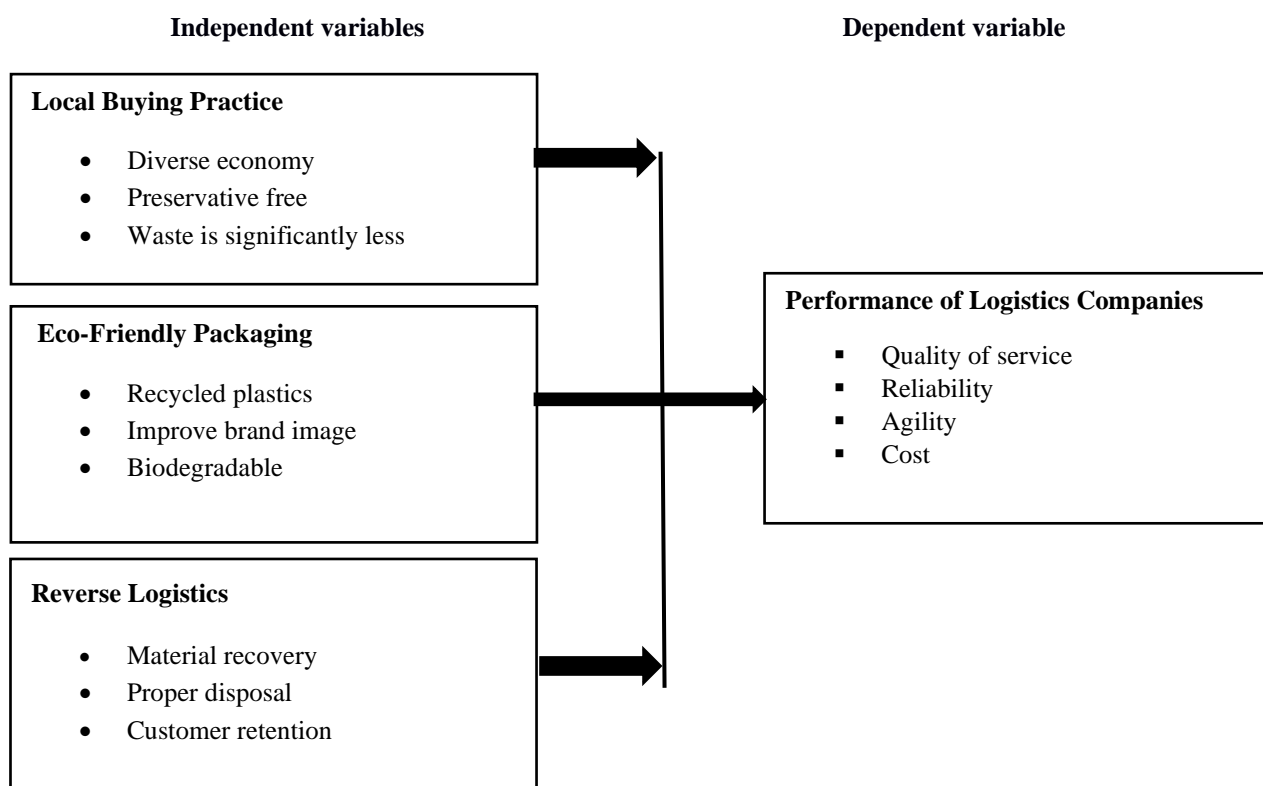 Independent variables
Dependent variable
Local Buying Practice
• Diverse economy
• Preservative free
• Waste is significantly less
Eco-Friendly Packaging
• Recycled plastics
• Improve brand image
• Biodegradable
Reverse Logistics
• Material recovery
• Proper disposal
• Customer retention
Performance of Logistics Companies
▪ Quality of service
▪ Reliability
▪ Agility
▪ Cost